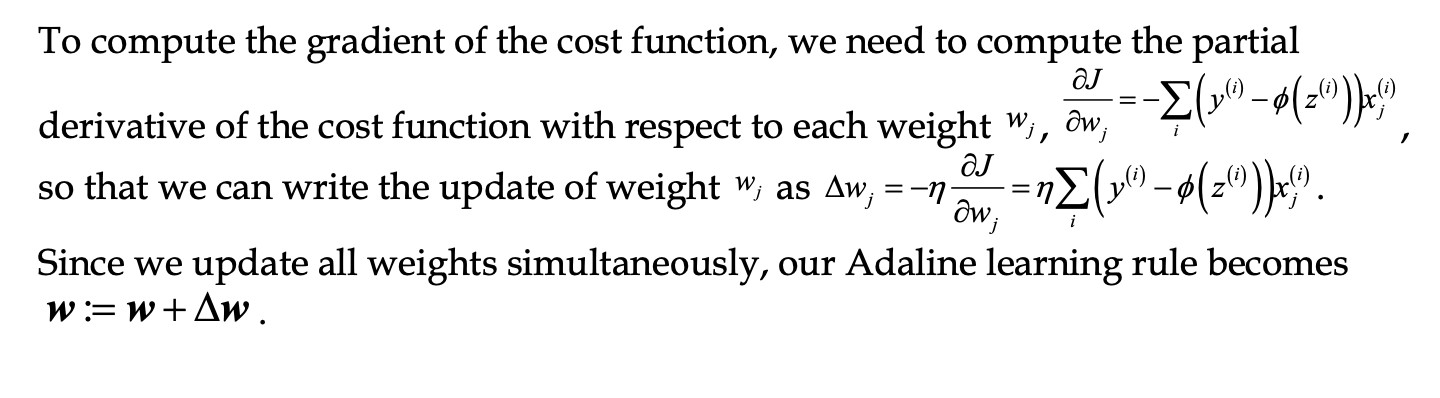 To compute the gradient of the cost function, we need to compute the partial
derivative of the cost function with respect to each weight $w_j$, $\frac{\partial J}{\partial w_j} = -\sum_i \left( y^{(i)} - \phi\left( z^{(i)} \right) \right) x_j^{(i)}$,
so that we can write the update of weight $w_j$ as $\Delta w_j = -\eta \frac{\partial J}{\partial w_j} = \eta \sum_i \left( y^{(i)} - \phi\left( z^{(i)} \right) \right) x_j^{(i)}$.
Since we update all weights simultaneously, our Adaline learning rule becomes
$\boldsymbol{w} := \boldsymbol{w} + \Delta \boldsymbol{w}$.